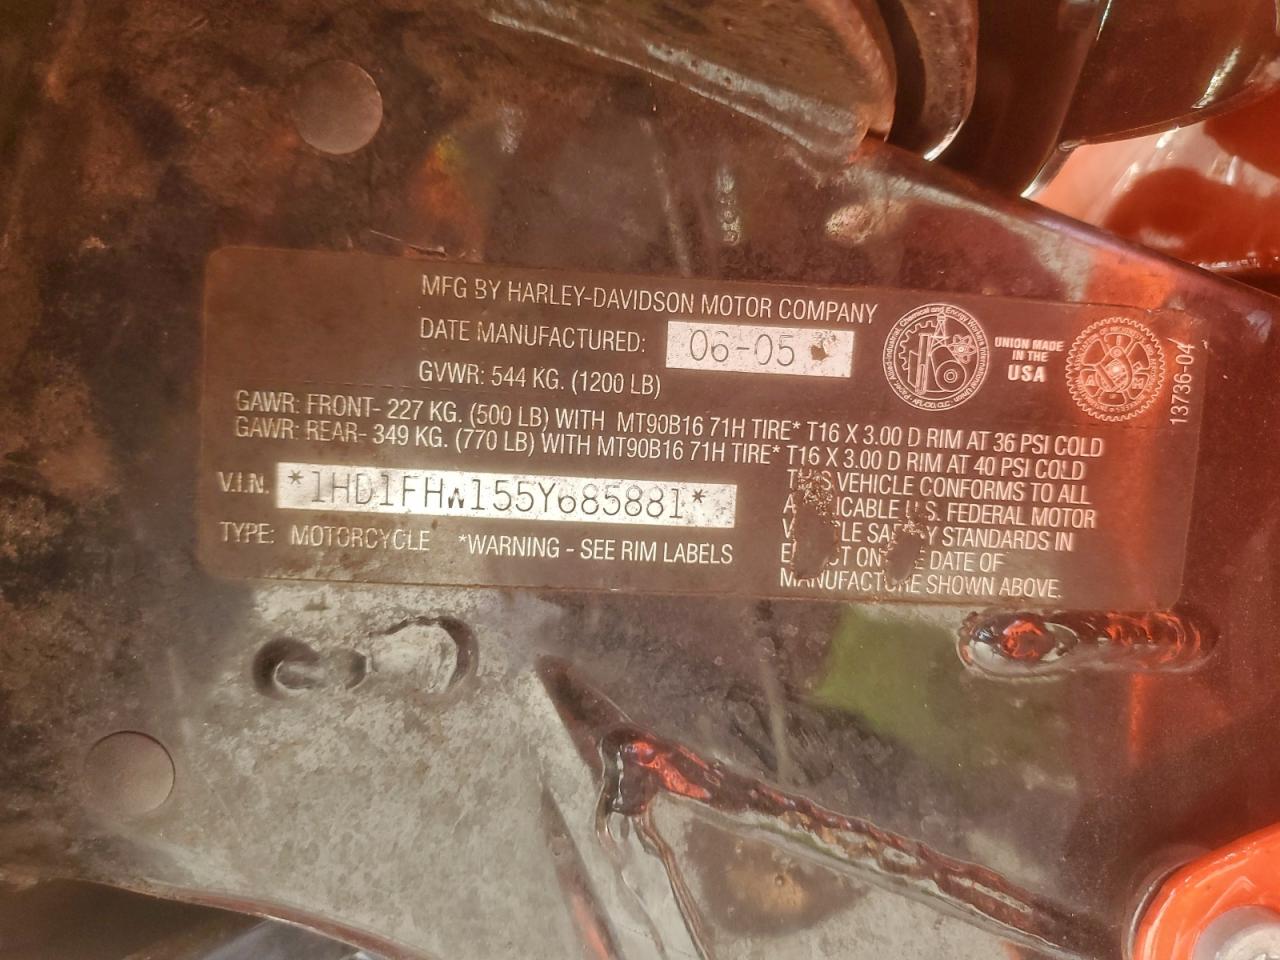 MFG BY HARLEY-DAVIDSON MOTOR COMPANY
DATE MANUFACTURED: 06-05
GVWR: 544 KG. (1200 LB)
UNION MADE
IN THE
USA
13736-04
GAWR: FRONT- 227 KG. (500 LB) WITH MT90B16 71H TIRE* T16 X 3.00 D RIM AT 36 PSI COLD
GAWR: REAR- 349 KG. (770 LB) WITH MT90B16 71H TIRE* T16 X 3.00 D RIM AT 40 PSI COLD
V.I.N. *1HD1FHW155Y685881*
TYPE: MOTORCYCLE *WARNING - SEE RIM LABELS
THIS VEHICLE CONFORMS TO ALL
U.S. FEDERAL MOTOR
STANDARDS IN
ON DATE OF
MANUFACTURE SHOWN ABOVE.